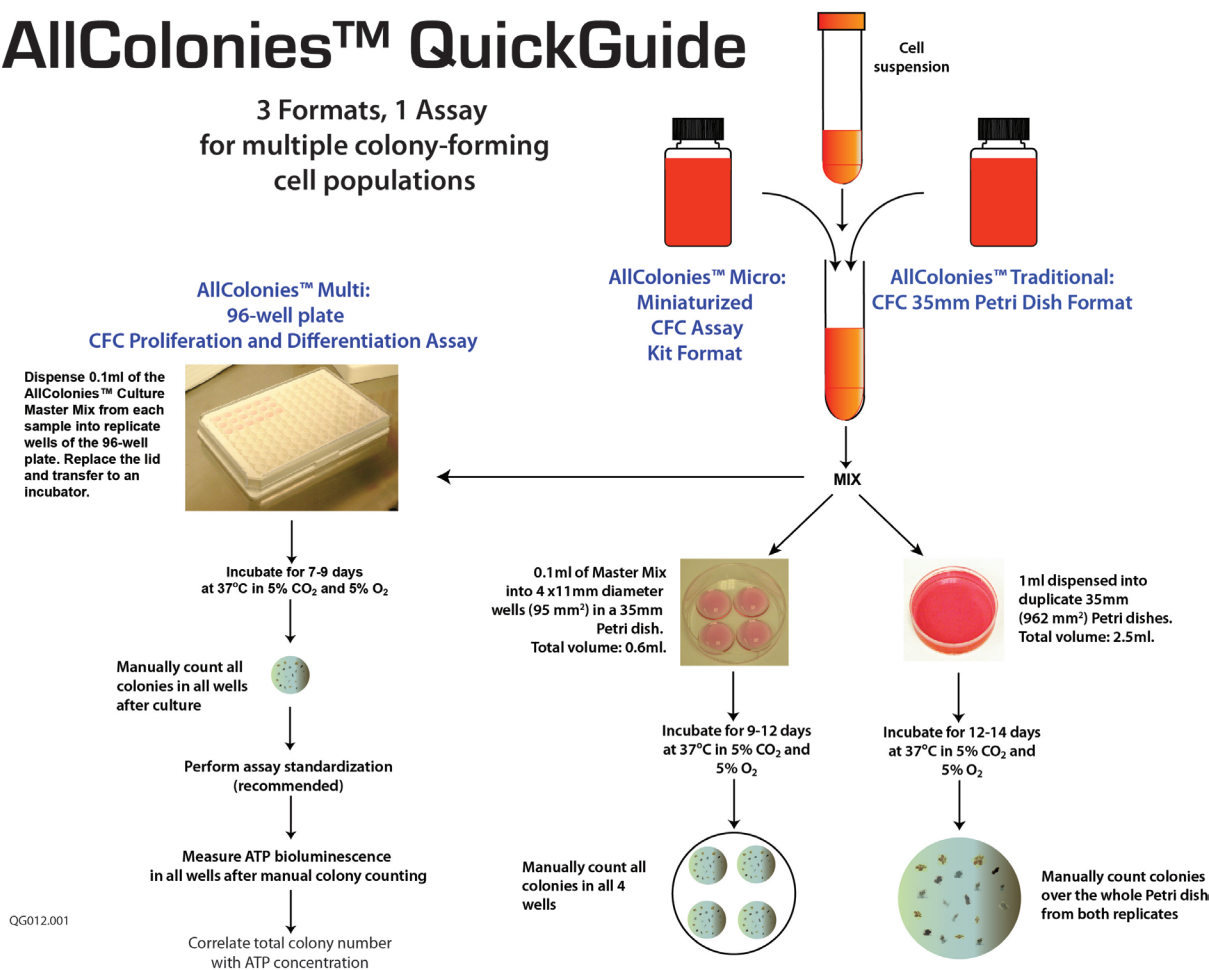 AllColonies™ QuickGuide
3 Formats, 1 Assay
for multiple colony-forming
cell populations
Cell
suspension
AllColonies™ Micro:
Miniaturized
CFC Assay
Kit Format
AllColonies™ Traditional:
CFC 35mm Petri Dish Format
AllColonies™ Multi:
96-well plate
CFC Proliferation and Differentiation Assay
Dispense 0.1ml of the
AllColonies™ Culture
Master Mix from each
sample into replicate
wells of the 96-well
plate. Replace the lid
and transfer to an
incubator.
MIX
Incubate for 7-9 days
at 37°C in 5% CO₂ and 5% O₂
Manually count all
colonies in all wells
after culture
Perform assay standardization
(recommended)
Measure ATP bioluminescence
in all wells after manual colony counting
Correlate total colony number
with ATP concentration
0.1ml of Master Mix
into 4 x11mm diameter
wells (95 mm²) in a 35mm
Petri dish.
Total volume: 0.6ml.
Incubate for 9-12 days
at 37°C in 5% CO₂ and
5% O₂
Manually count all
colonies in all 4
wells
1ml dispensed into
duplicate 35mm
(962 mm²) Petri dishes.
Total volume: 2.5ml.
Incubate for 12-14 days
at 37°C in 5% CO₂ and
5% O₂
Manually count colonies
over the whole Petri dish
from both replicates
QG012.001